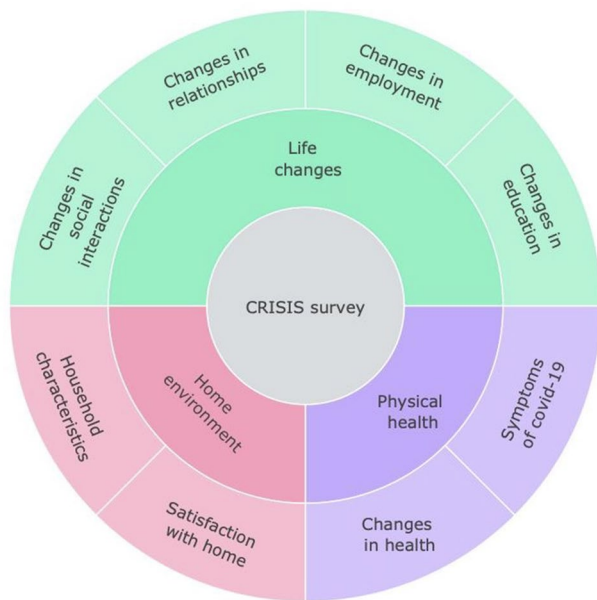 Changes in
relationships
Changes in
employment
Changes in
social
interactions
Life
changes
Changes in
education
CRISIS survey
Household
characteristics
Home
environment
Physical
health
Symptoms
of covid-19
Satisfaction
with home
Changes
in health